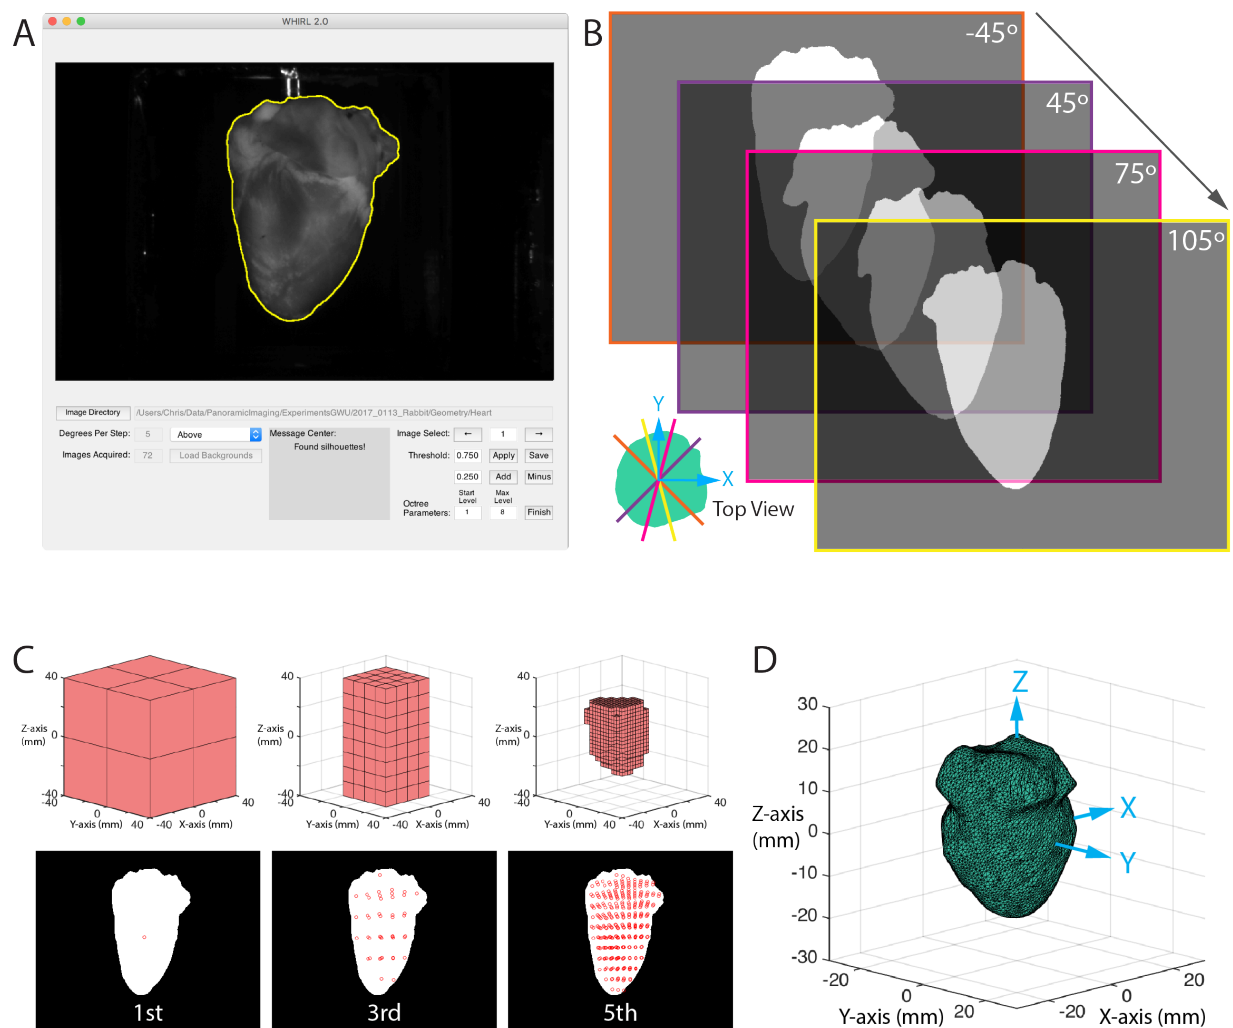 A
WHIRL 2.0
Image Directory
/Users/Chris/Data/PanoramicImaging/ExperimentsGWU/2017_0113_Rabbit/Geometry/Heart
Degrees Per Step:
5
Above
Message Center:
Found silhouettes!
Image Select:
←
1
→
Images Acquired:
72
Load Backgrounds
Threshold:
0.750
Apply
Save
0.250
Add
Minus
Start
Level
Max
Level
Octree
Parameters:
1
8
Finish
B
-45º
45º
75º
105º
Y
X
Top View
C
40
Z-axis
(mm)
0
-40
40
0
Y-axis (mm)
40
-40
0
X-axis (mm)
40
40
Z-axis
(mm)
0
-40
40
0
Y-axis (mm)
40
-40
0
X-axis (mm)
40
40
Z-axis
(mm)
0
-40
40
0
Y-axis (mm)
40
-40
0
X-axis (mm)
40
1st
3rd
5th
D
30
20
10
Z-axis
(mm)
0
-10
-20
-30
Z
X
Y
-20
0
20
Y-axis (mm)
-20
0
20
X-axis (mm)